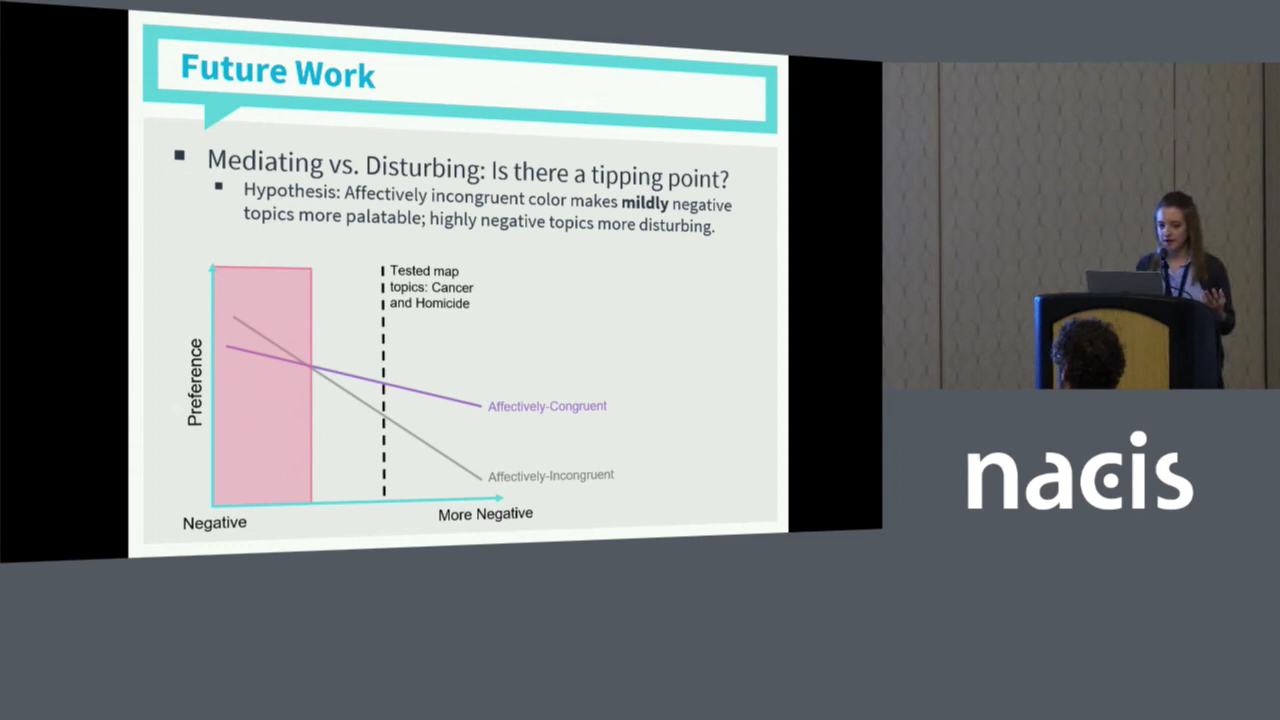 Future Work
Mediating vs. Disturbing: Is there a tipping point?
Hypothesis: Affectively incongruent color makes mildly negative
topics more palatable; highly negative topics more disturbing.
Tested map
topics: Cancer
and Homicide
Preference
Affectively-Congruent
Affectively-Incongruent
Negative
More Negative
nacis